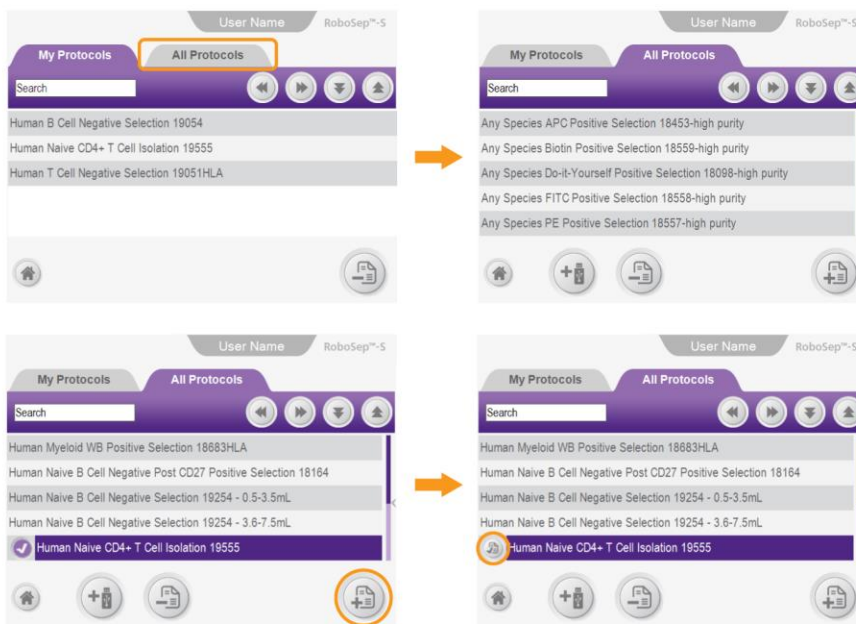 User Name
RoboSep™-S
My Protocols
All Protocols
Search
Human B Cell Negative Selection 19054
Human Naive CD4+ T Cell Isolation 19555
Human T Cell Negative Selection 19051HLA
User Name
RoboSep™-S
My Protocols
All Protocols
Search
Any Species APC Positive Selection 18453-high purity
Any Species Biotin Positive Selection 18559-high purity
Any Species Do-it-Yourself Positive Selection 18098-high purity
Any Species FITC Positive Selection 18558-high purity
Any Species PE Positive Selection 18557-high purity
User Name
RoboSep™-S
My Protocols
All Protocols
Search
Human Myeloid WB Positive Selection 18683HLA
Human Naive B Cell Negative Post CD27 Positive Selection 18164
Human Naive B Cell Negative Selection 19254 - 0.5-3.5mL
Human Naive B Cell Negative Selection 19254 - 3.6-7.5mL
Human Naive CD4+ T Cell Isolation 19555
User Name
RoboSep™-S
My Protocols
All Protocols
Search
Human Myeloid WB Positive Selection 18683HLA
Human Naive B Cell Negative Post CD27 Positive Selection 18164
Human Naive B Cell Negative Selection 19254 - 0.5-3.5mL
Human Naive B Cell Negative Selection 19254 - 3.6-7.5mL
Human Naive CD4+ T Cell Isolation 19555